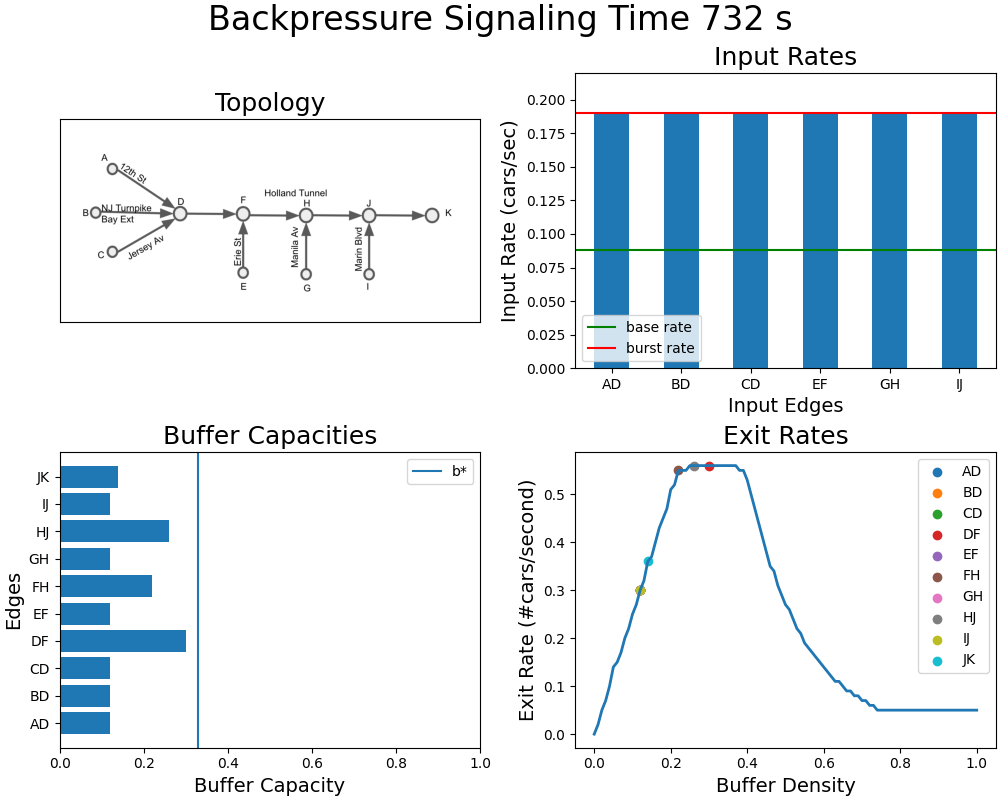 Backpressure Signaling Time 732 s
Topology
A
12th St
B
NJ Turnpike
Bay Ext
C
Jersey Av
D
F
Holland Tunnel
H
J
K
Erie St
Manila Av
Marin Blvd
E
G
I
Input Rates
Input Rate (cars/sec)
0.200
0.175
0.150
0.125
0.100
0.075
0.050
0.025
0.000
base rate
burst rate
AD BD CD EF GH IJ
Input Edges
Buffer Capacities
Edges
b*
JK
IJ
HJ
GH
FH
EF
DF
CD
BD
AD
0.0 0.2 0.4 0.6 0.8 1.0
Buffer Capacity
Exit Rates
Exit Rate (#cars/second)
0.5
0.4
0.3
0.2
0.1
0.0
AD
BD
CD
DF
EF
FH
GH
HJ
IJ
JK
0.0 0.2 0.4 0.6 0.8 1.0
Buffer Density